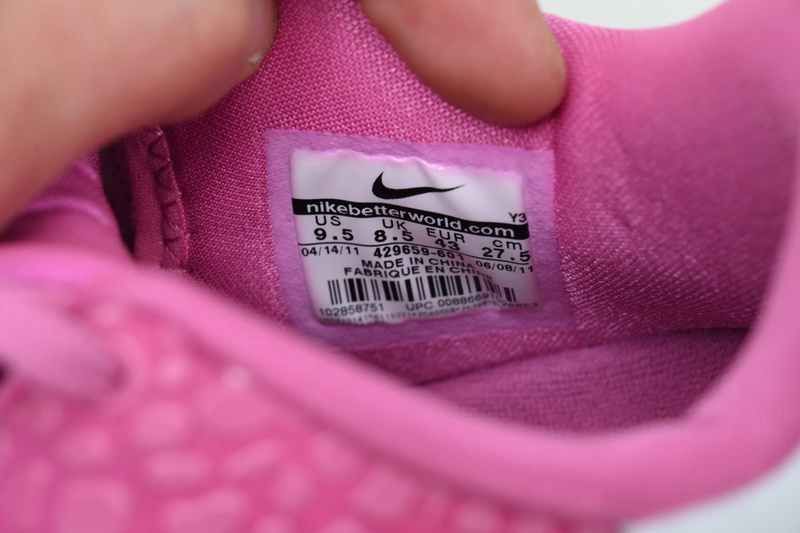 nikebetterworld.com Y3
US UK EUR cm
9.5 8.5 43 27.5
04/14/11 429659-601 06/08/11
MADE IN CHINA
FABRIQUE EN CHINE
102858751 UPC